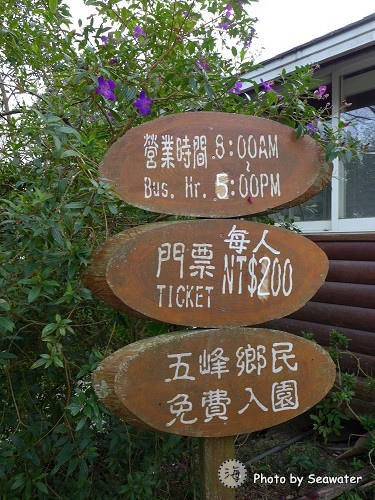 營業時間 8:00AM
~
Bus. Hr. 5:00PM
門票 每人
TICKET NT$200
五峰鄉民
免費入園
海
Photo by Seawater